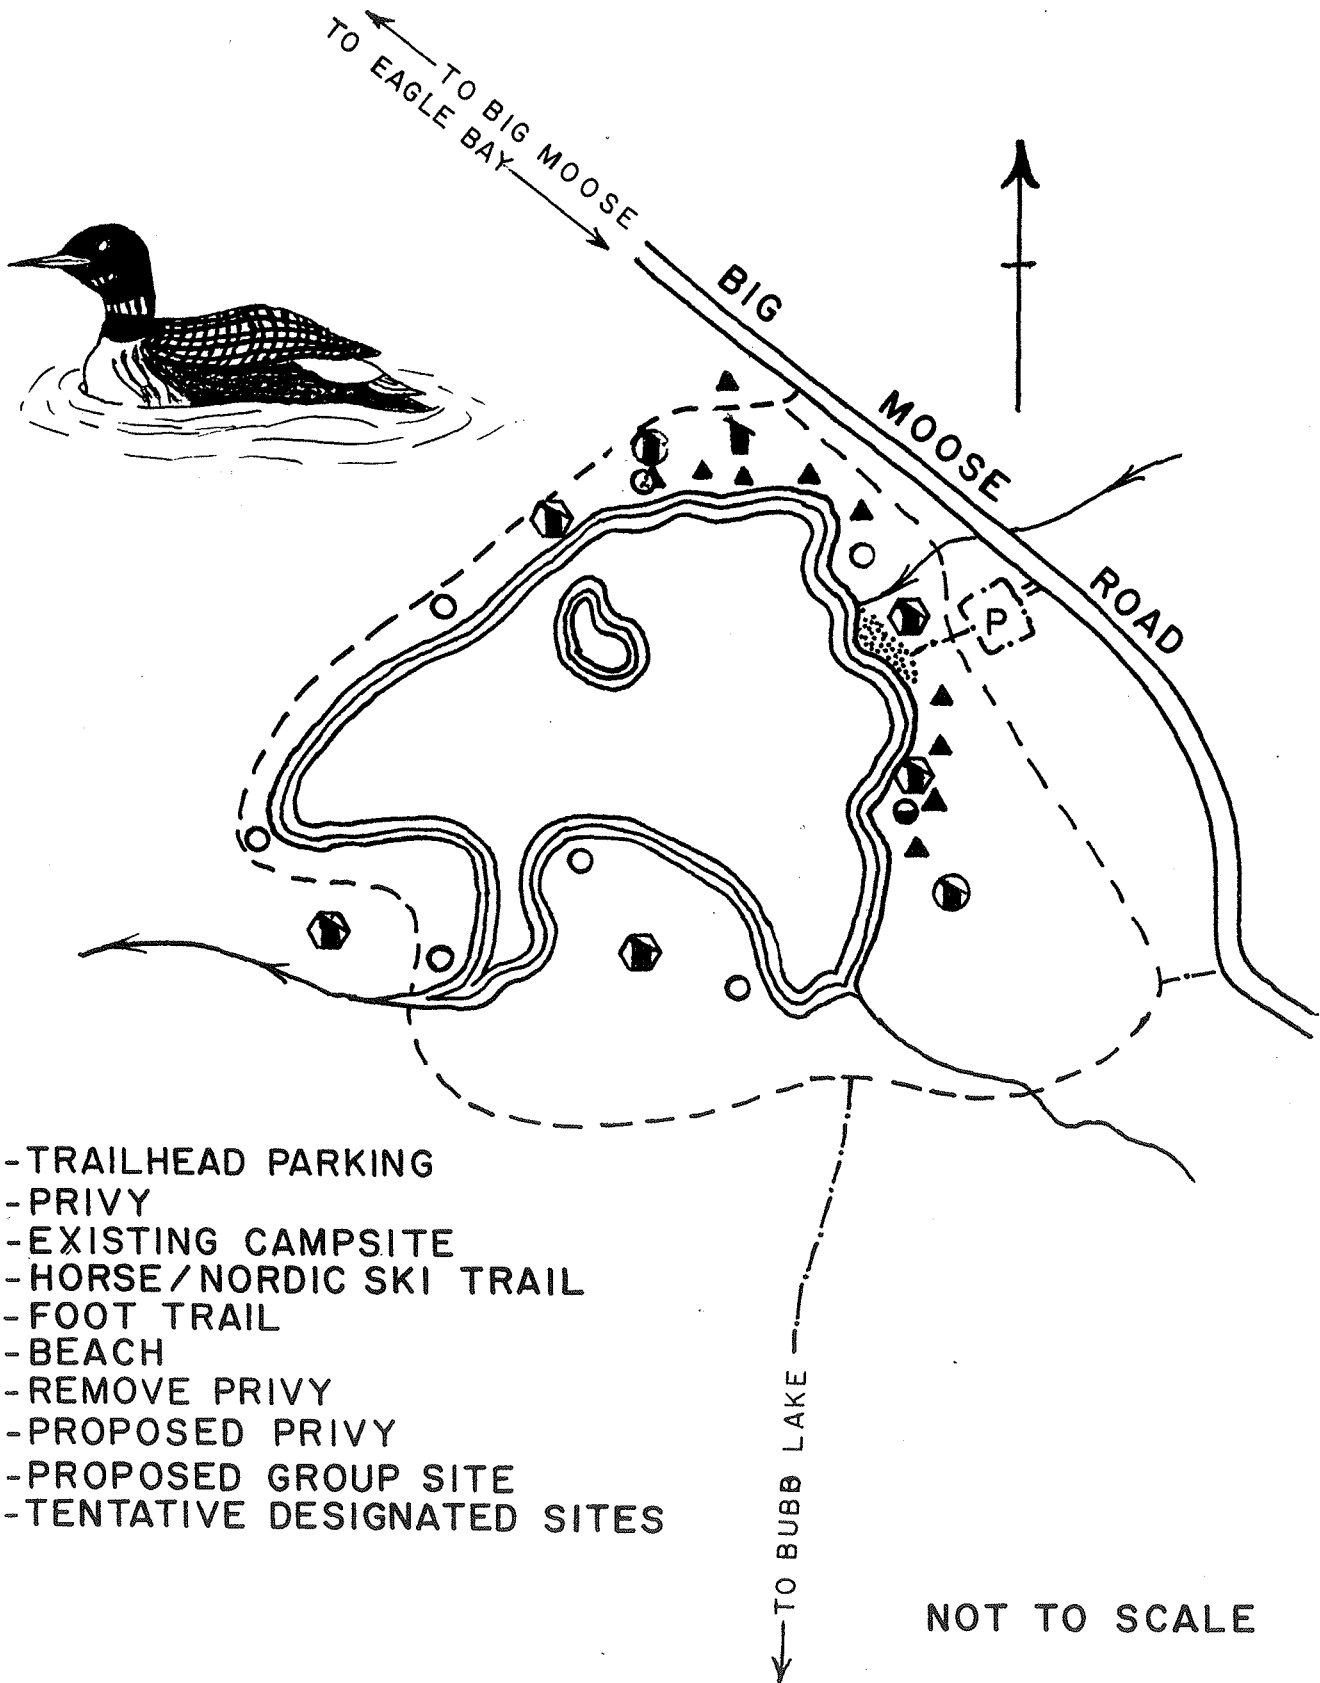 TO BIG MOOSE
TO EAGLE BAY
BIG MOOSE ROAD
2
P
-TRAILHEAD PARKING
-PRIVY
-EXISTING CAMPSITE
-HORSE/NORDIC SKI TRAIL
-FOOT TRAIL
-BEACH
-REMOVE PRIVY
-PROPOSED PRIVY
-PROPOSED GROUP SITE
-TENTATIVE DESIGNATED SITES
TO BUBB LAKE
NOT TO SCALE